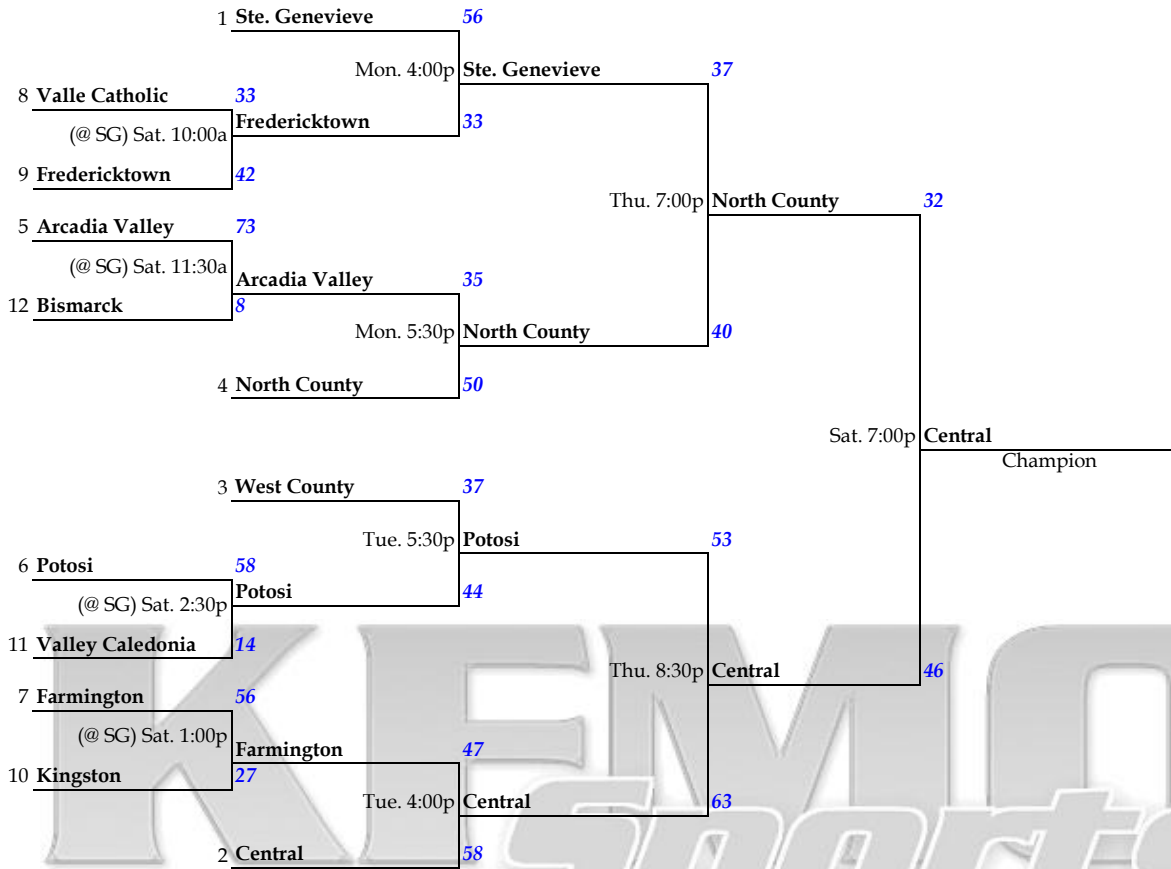 1 Ste. Genevieve 56
Mon. 4:00p Ste. Genevieve 37
8 Valle Catholic 33
(@ SG) Sat. 10:00a Fredericktown 33
9 Fredericktown 42
Thu. 7:00p North County 32
5 Arcadia Valley 73
(@ SG) Sat. 11:30a
Arcadia Valley 35
12 Bismarck 8
Mon. 5:30p North County 40
4 North County 50
Sat. 7:00p Central
Champion
3 West County 37
Tue. 5:30p Potosi 53
6 Potosi 58
(@ SG) Sat. 2:30p Potosi 44
11 Valley Caledonia 14
Thu. 8:30p Central 46
7 Farmington 56
(@ SG) Sat. 1:00p
Farmington 47
10 Kingston 27
Tue. 4:00p Central 63
2 Central 58
KFMO
Sports